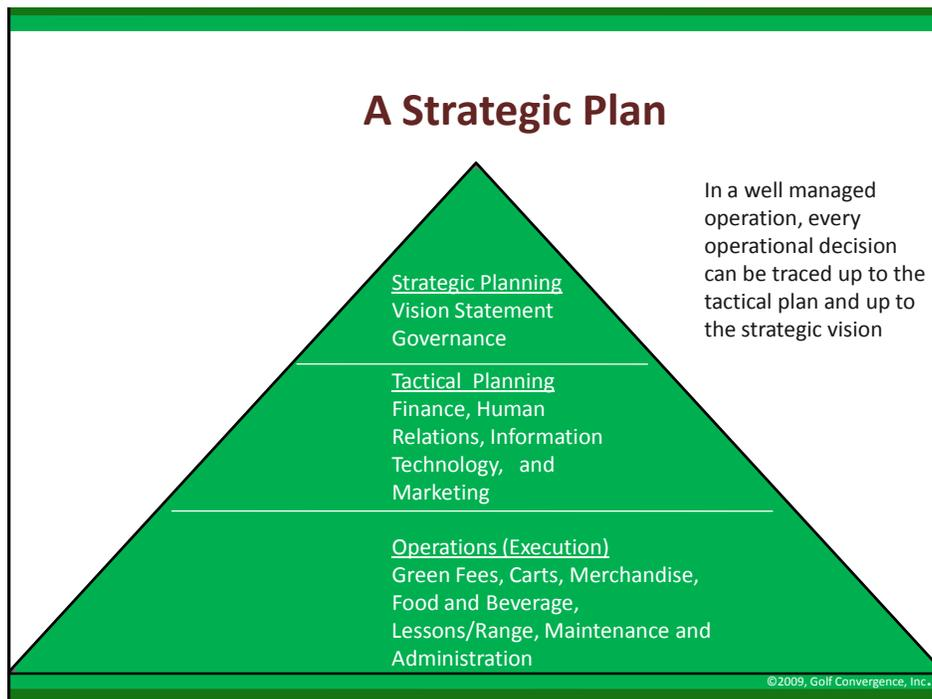 A Strategic Plan
In a well managed
operation, every
operational decision
can be traced up to the
tactical plan and up to
the strategic vision
Strategic Planning
Vision Statement
Governance
Tactical  Planning
Finance, Human
Relations, Information
Technology,   and
Marketing
Operations (Execution)
Green Fees, Carts, Merchandise,
Food and Beverage,
Lessons/Range, Maintenance and
Administration
©2009, Golf Convergence, Inc.